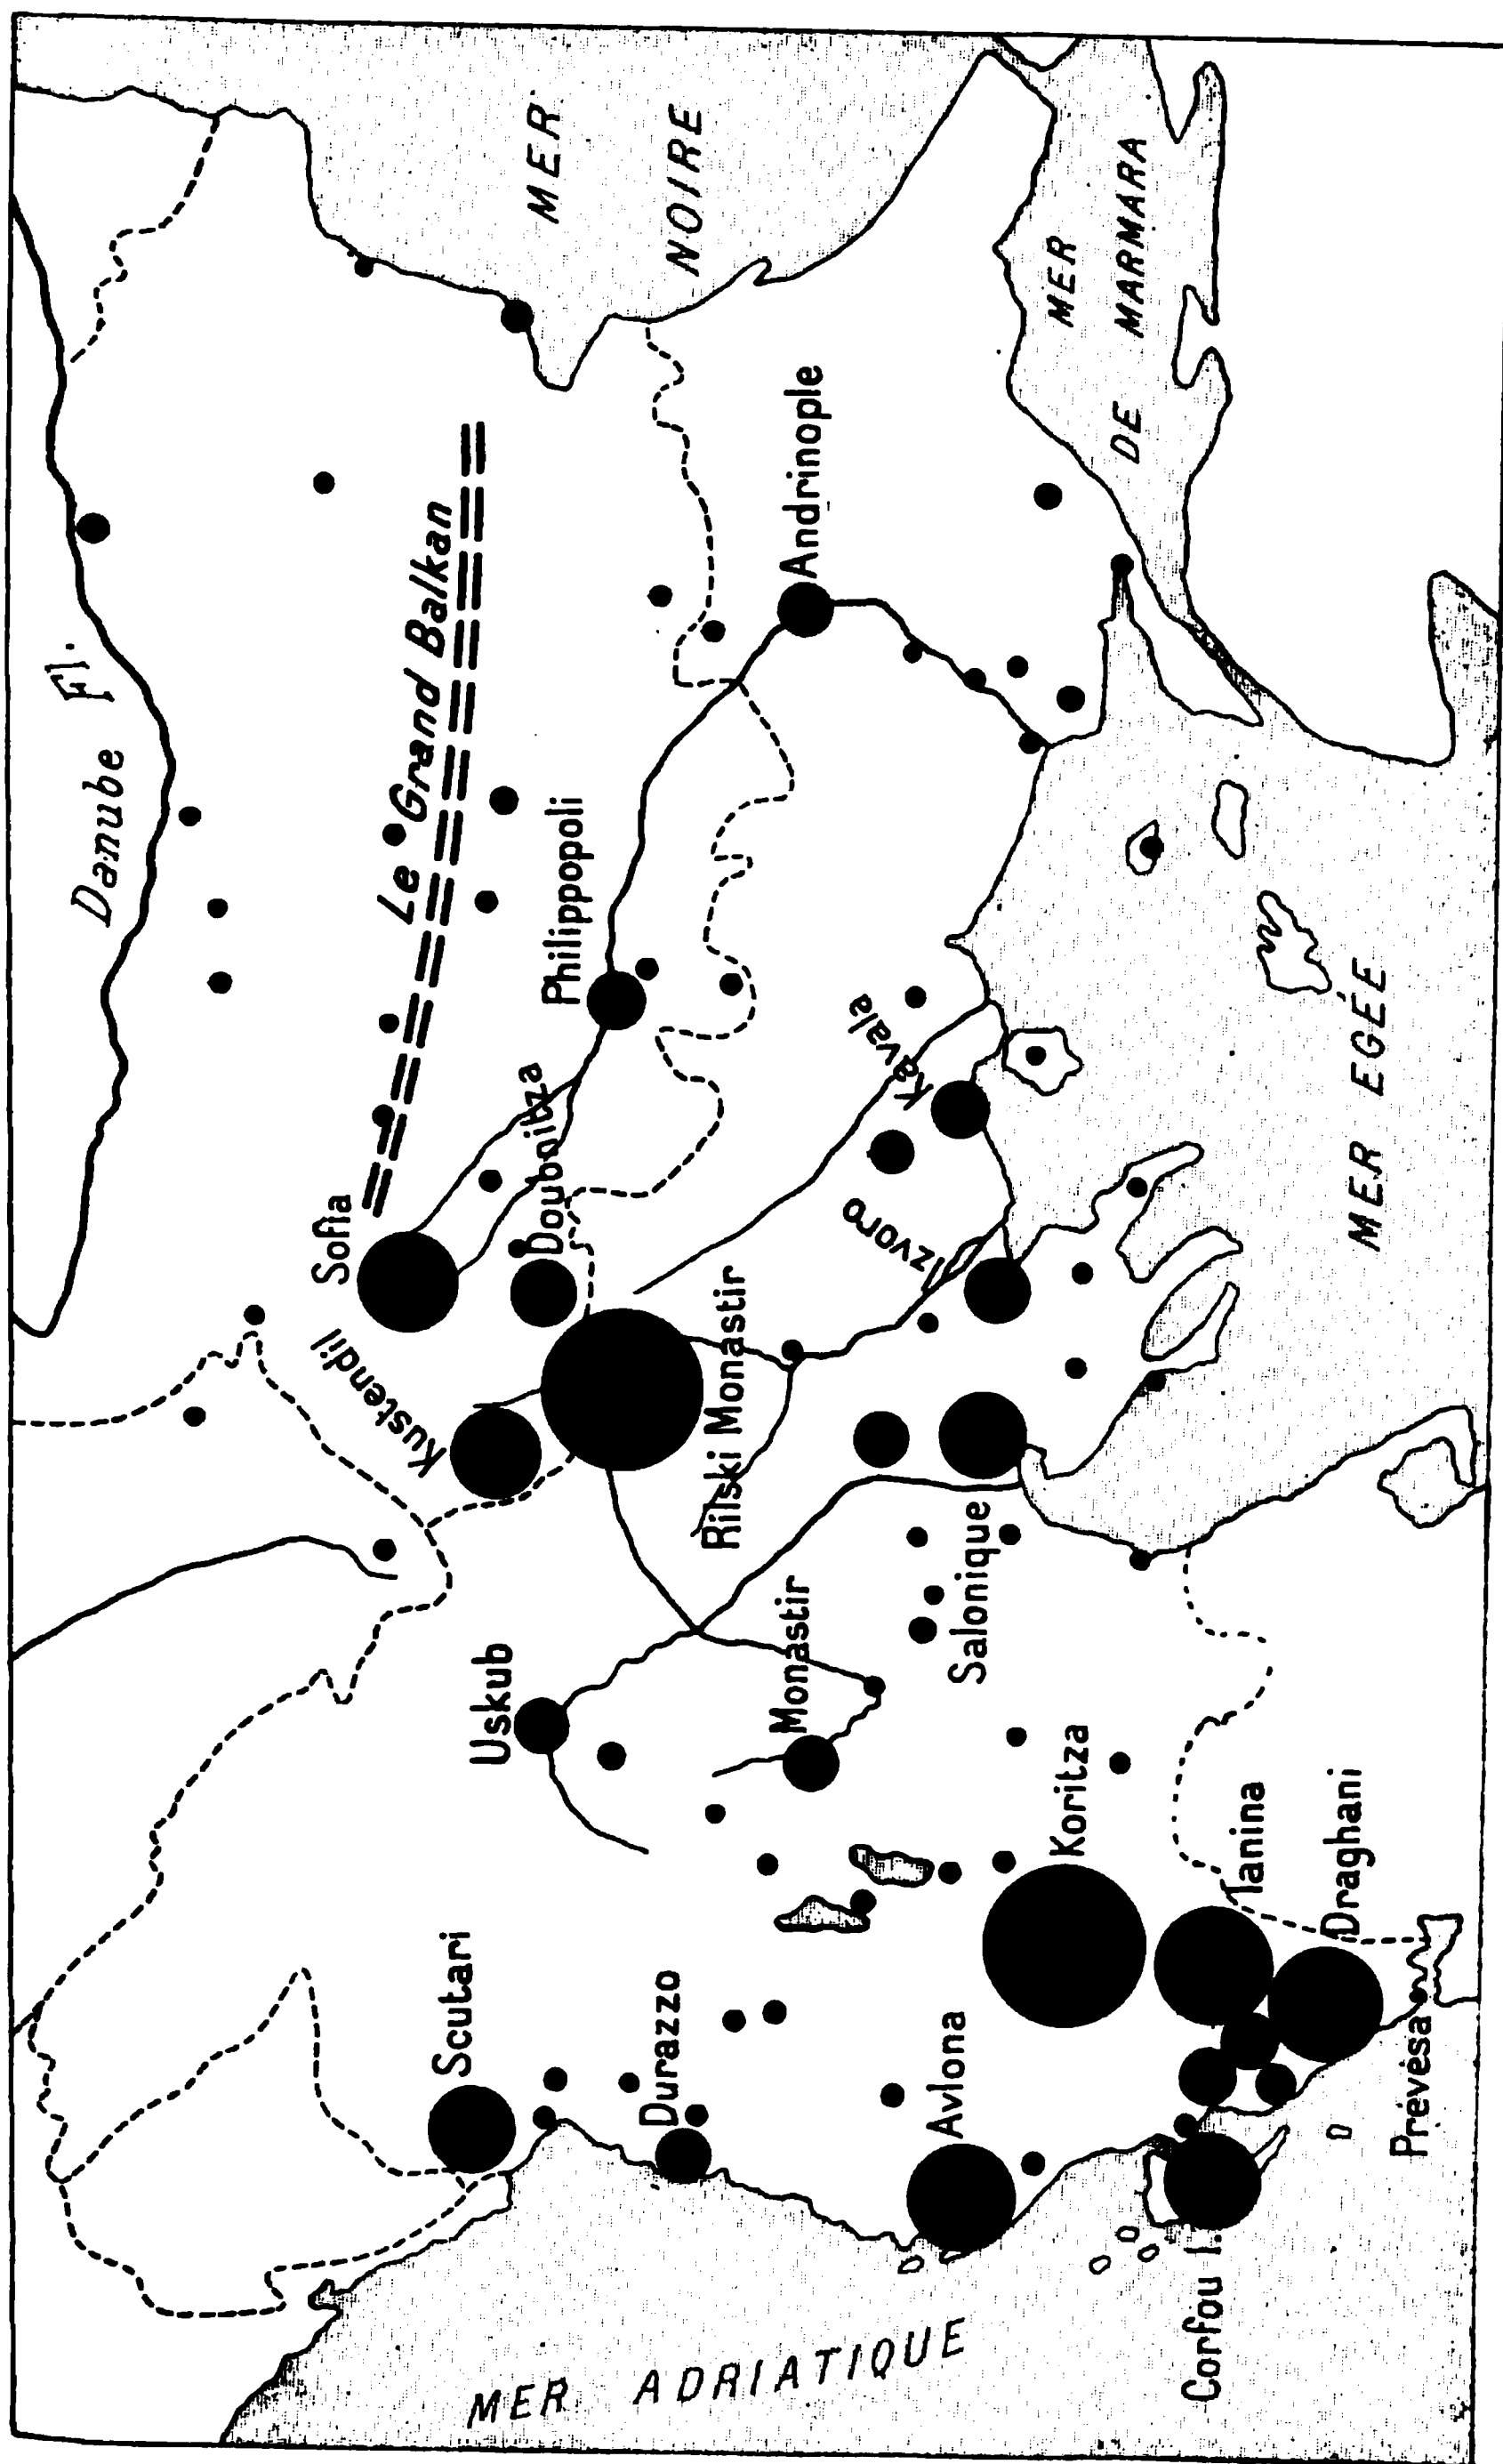 Danube Fl.
Le Grand Balkan
MER
NOIRE
Sofia
Kustendil
Doubnitza
Philippopoli
Andrinople
MER
DE MARMARA
Rilski Monastir
Uskub
Scutari
Durazzo
Monastir
Kavala
Izvoro
Salonique
Koritza
Avlona
Ianina
Draghani
Prévesa
Corfou I.
MER EGÉE
MER ADRIATIQUE